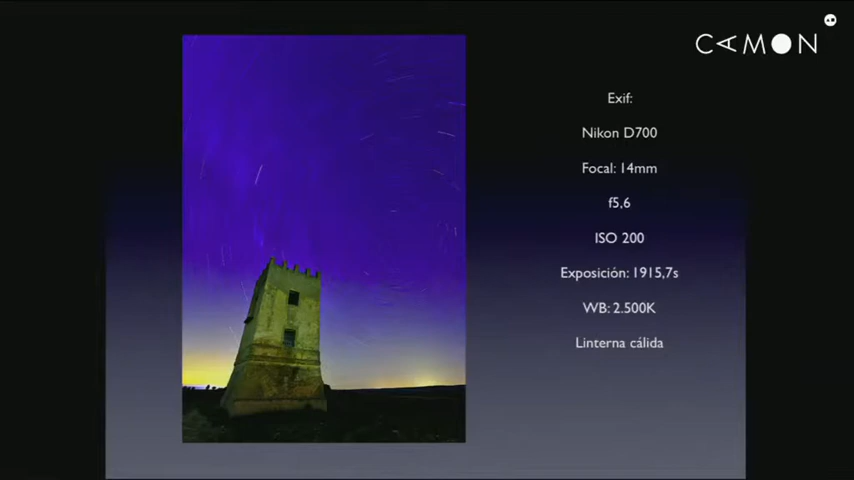 CAMON
Exif:
Nikon D700
Focal: 14mm
f5,6
ISO 200
Exposición: 1915,7s
WB: 2.500K
Linterna cálida